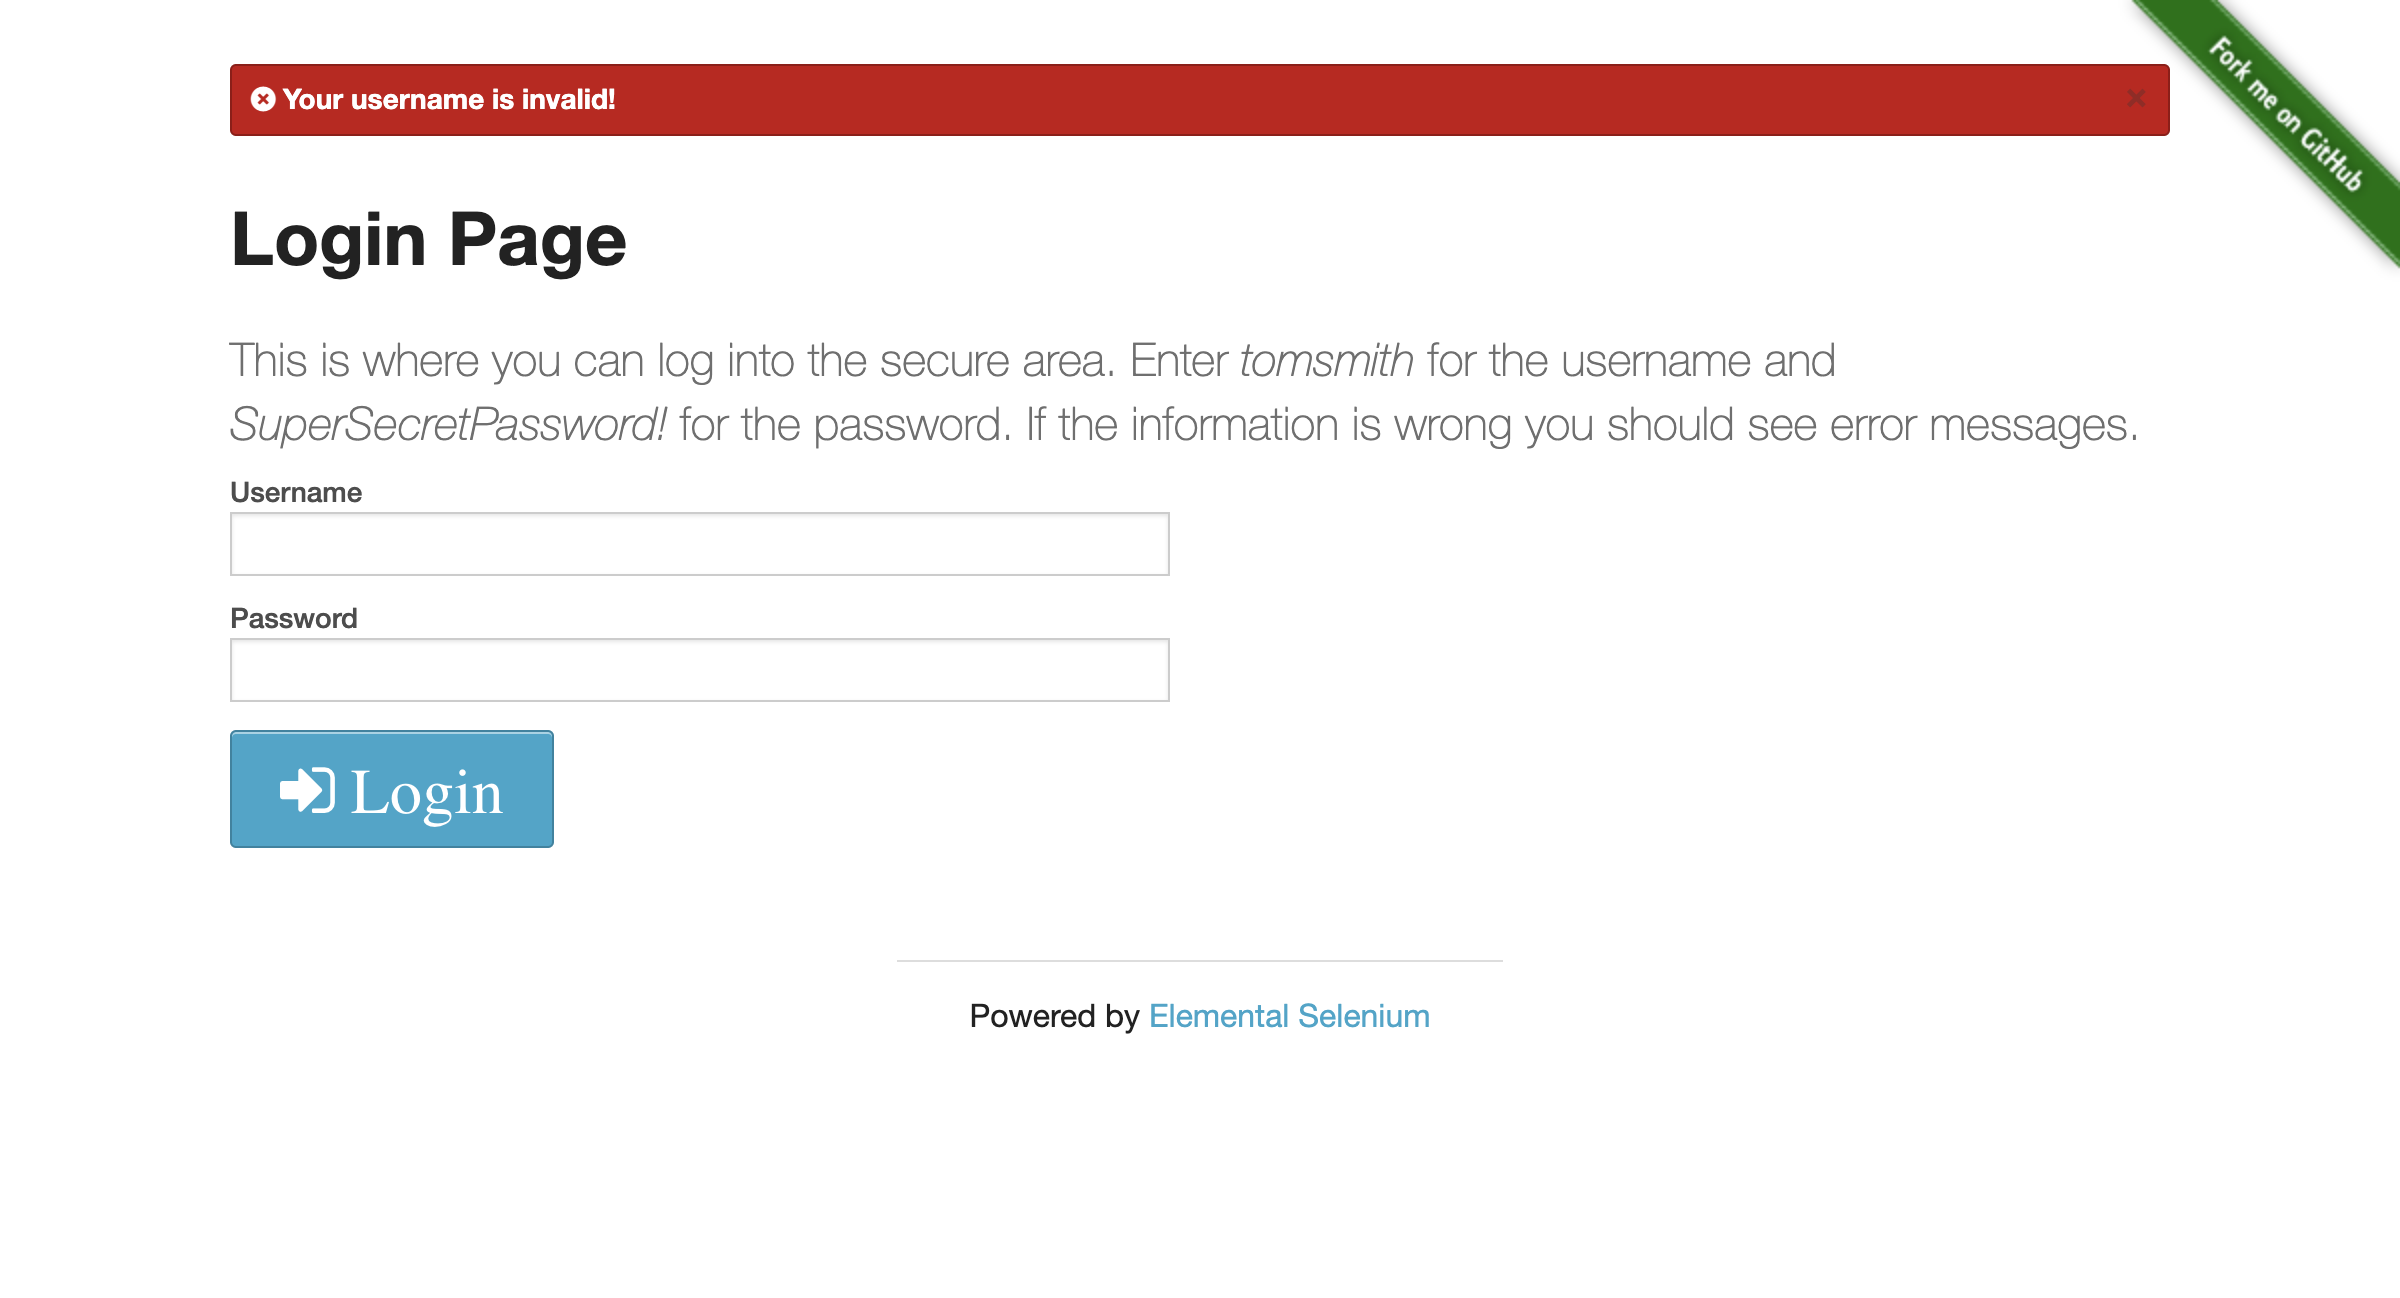 Your username is invalid!
×
Fork me on GitHub
Login Page
This is where you can log into the secure area. Enter tomsmith for the username and
SuperSecretPassword! for the password. If the information is wrong you should see error messages.
Username
Password
Login
Powered by Elemental Selenium